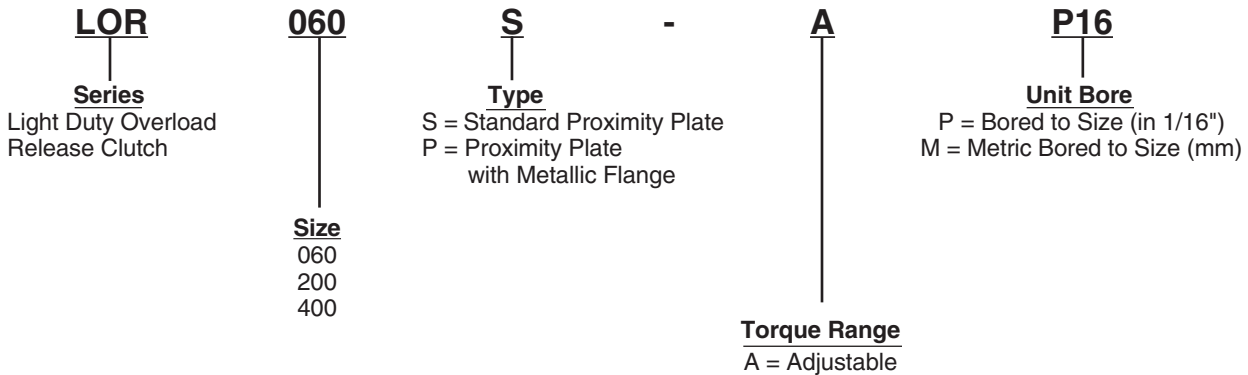 LOR 060 S - A P16
Series
Light Duty Overload
Release Clutch
Size
060
200
400
Type
S = Standard Proximity Plate
P = Proximity Plate
with Metallic Flange
Torque Range
A = Adjustable
Unit Bore
P = Bored to Size (in 1/16")
M = Metric Bored to Size (mm)